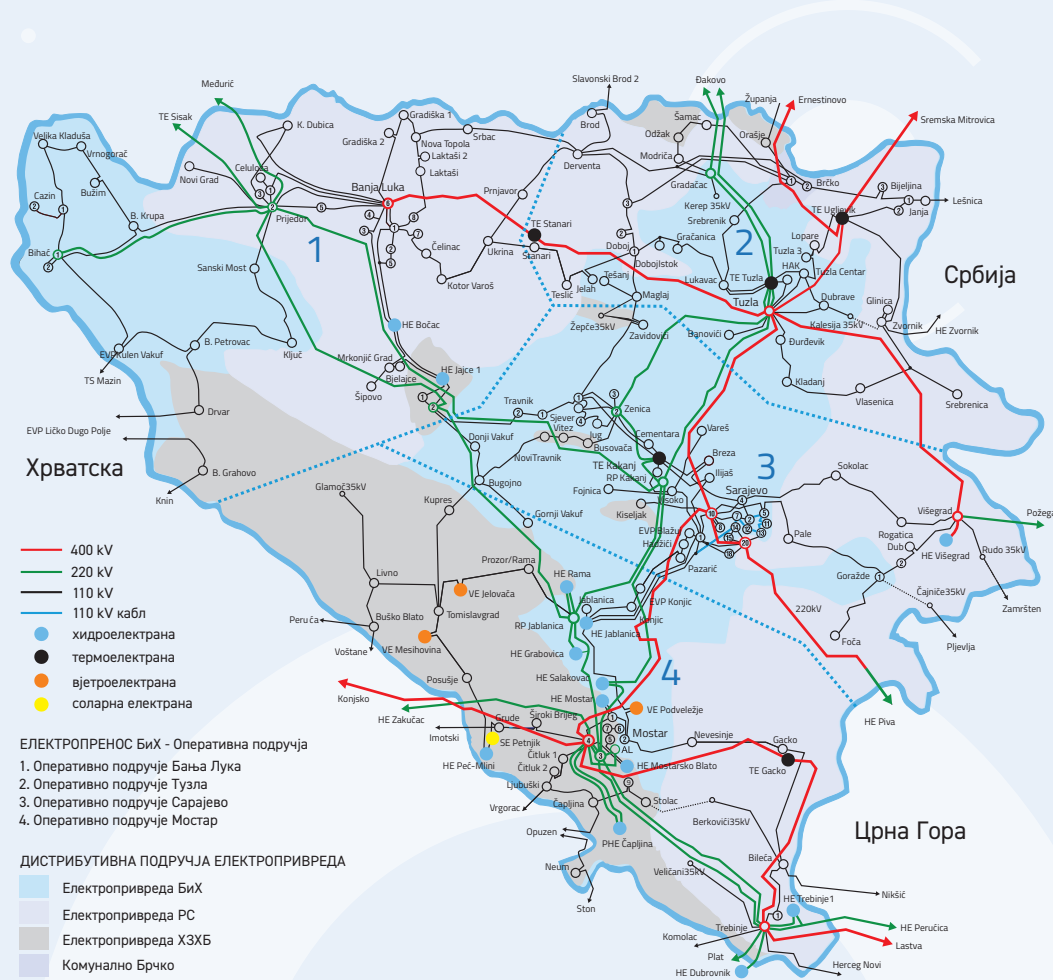 Međurić
TE Sisak
Slavonski Brod 2
Đakovo
Županja
Ernestinovo
Sremska Mitrovica
Velika Kladuša
Vrnogorač
Cazin
Bužim
B. Krupa
Bihać
Novi Grad
Celuloza
K. Dubica
Gradiška 1
Gradiška 2
Nova Topola
Laktaši 2
Laktaši
Srbac
Banja Luka
Prijedor
Sanski Most
Čelinac
Kotor Varoš
Prnjavor
Ukrina
TE Stanari
Stanari
Brod
Derventa
Odžak
Šamac
Modriča
Orašje
Gradačac
Kerep 35kV
Srebrenik
Brčko
Bijeljina
Janja
Lešnica
TE Ugljevik
Lopare
Tuzla 3
HAK
Tuzla Centar
TE Tuzla
Tuzla
Lukavac
Gračanica
Doboj
DobojIstok
Tešanj
Jelah
Teslić
Maglaj
Žepče35kV
Zavidovići
Banovići
Đurđevik
Kladanj
Dubrave
Kalesija 35kV
Glinica
Zvornik
HE Zvornik
Vlasenica
Srebrenica
Србија
1
2
3
4
HE Bočac
Mrkonjić Grad
Bjelajce
Šipovo
HE Jajce 1
Ključ
B. Petrovac
EVPKulen Vakuf
TS Mazin
Drvar
EVP Ličko Dugo Polje
B. Grahovo
Knin
Хрватска
Glamoč35kV
Travnik
Sjever
Vitez
Jug
Busovača
NoviTravnik
Zenica
Cementara
TE Kakanj
RP Kakanj
Donji Vakuf
Bugojno
Gornji Vakuf
Kupres
Fojnica
Kiseljak
Visoko
Vareš
Breza
Ilijaš
Sarajevo
EVP Blažuj
Hadžići
Pazarić
Pale
Sokolac
Rogatica
Dub
Višegrad
HE Višegrad
Požega
Rudo 35kV
Zamršten
Goražde
Čajniče35kV
Pljevlja
Foča
220kV
HE Piva
Livno
Prozor/Rama
VE Jelovača
Tomislavgrad
Buško Blato
Peruća
Voštane
VE Mesihovina
Posušje
HE Rama
Jablanica
RP Jablanica
HE Jablanica
EVP Konjic
Konjic
HE Grabovica
HE Salakovac
HE Mostar
VE Podveležje
Mostar
AL
HE Mostarsko Blato
Nevesinje
Gacko
TE Gacko
Konjsko
HE Zakučac
Imotski
Grude
Široki Brijeg
SE Petnjik
HE Peć-Mlini
Čitluk 1
Čitluk 2
Ljubuški
Vrgorac
Čapljina
Stolac
Opuzen
PHE Čapljina
Neum
Ston
Berkovići35kV
Bileća
Veličani35kV
Nikšić
HE Trebinje1
HE Perućica
Lastva
Trebinje
Komolac
Plat
HE Dubrovnik
Herceg Novi
Црна Гора
400 kV
220 kV
110 kV
110 kV кабл
хидроелектрана
термоелектрана
вјетроелектрана
соларна електрана
ЕЛЕКТРОПРЕНОС БиХ - Оперативна подручја
1. Оперативно подручје Бања Лука
2. Оперативно подручје Тузла
3. Оперативно подручје Сарајево
4. Оперативно подручје Мостар
ДИСТРИБУТИВНА ПОДРУЧЈА ЕЛЕКТРОПРИВРЕДА
Електропривреда БиХ
Електропривреда РС
Електропривреда ХЗХБ
Комунално Брчко